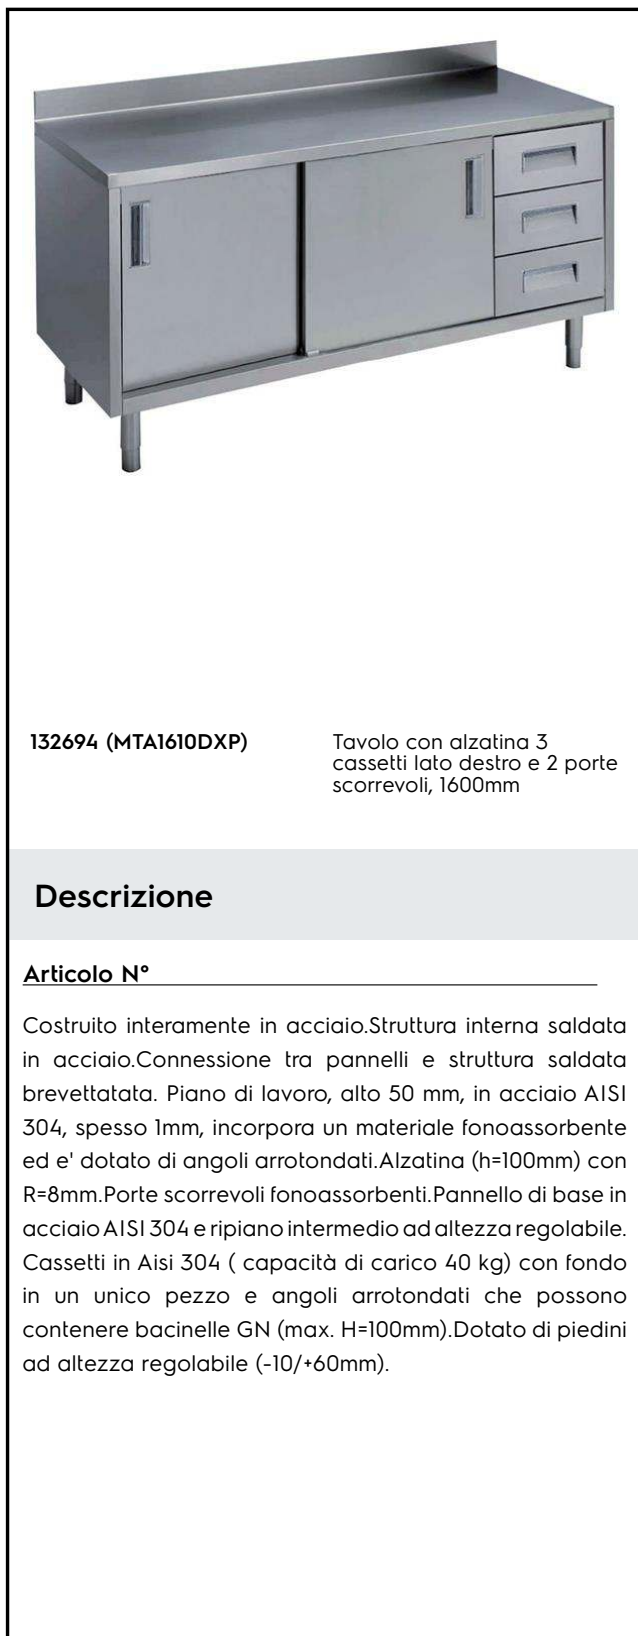 132694 (MTA1610DXP)
Tavolo con alzatina 3
cassetti lato destro e 2 porte
scorrevoli, 1600mm
Descrizione
Articolo N°
Costruito interamente in acciaio.Struttura interna saldata
in acciaio.Connessione tra pannelli e struttura saldata
brevettatata. Piano di lavoro, alto 50 mm, in acciaio AISI
304, spesso 1mm, incorpora un materiale fonoassorbente
ed e' dotato di angoli arrotondati.Alzatina (h=100mm) con
R=8mm.Porte scorrevoli fonoassorbenti.Pannello di base in
acciaio AISI 304 e ripiano intermedio ad altezza regolabile.
Cassetti in Aisi 304 ( capacità di carico 40 kg) con fondo
in un unico pezzo e angoli arrotondati che possono
contenere bacinelle GN (max. H=100mm).Dotato di piedini
ad altezza regolabile (-10/+60mm).